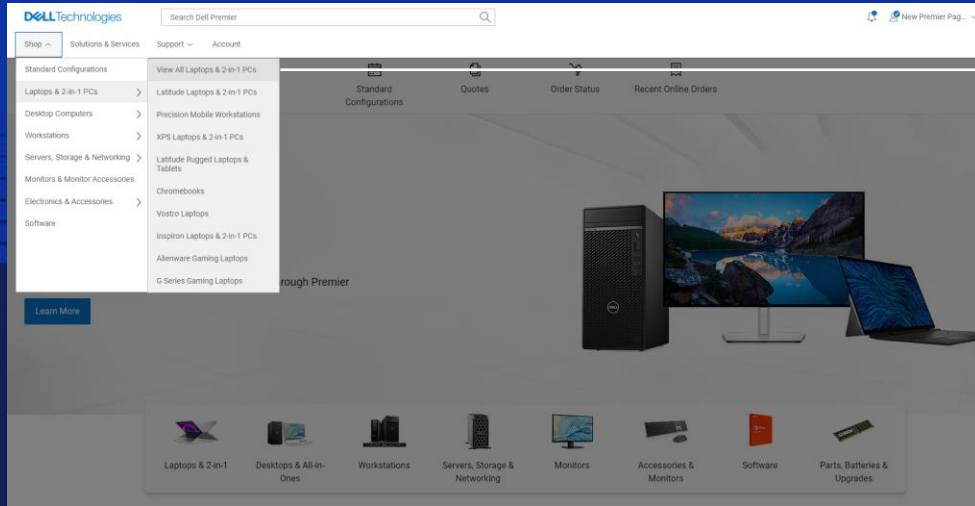 DELLTechnologies
Search Dell Premier
New Premier Pag...
Shop
Solutions & Services
Support
Account
Standard Configurations
Laptops & 2-in-1 PCs
Desktop Computers
Workstations
Servers, Storage & Networking
Monitors & Monitor Accessories
Electronics & Accessories
Software
View All Laptops & 2-in-1 PCs
Latitude Laptops & 2-in-1 PCs
Precision Mobile Workstations
XPS Laptops & 2-in-1 PCs
Latitude Rugged Laptops &
Tablets
Chromebooks
Vostro Laptops
Inspiron Laptops & 2-in-1 PCs
Alienware Gaming Laptops
G Series Gaming Laptops
Standard
Configurations
Quotes
Order Status
Recent Online Orders
rough Premier
Learn More
Laptops & 2-in-1
Desktops & All-in-
Ones
Workstations
Servers, Storage &
Networking
Monitors
Accessories &
Monitors
Software
Parts, Batteries &
Upgrades